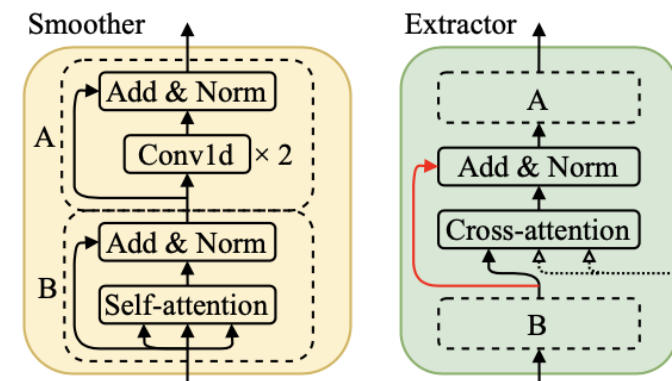 Smoother
Add & Norm
A
Conv1d × 2
Add & Norm
B
Self-attention
Extractor
A
Add & Norm
Cross-attention
B